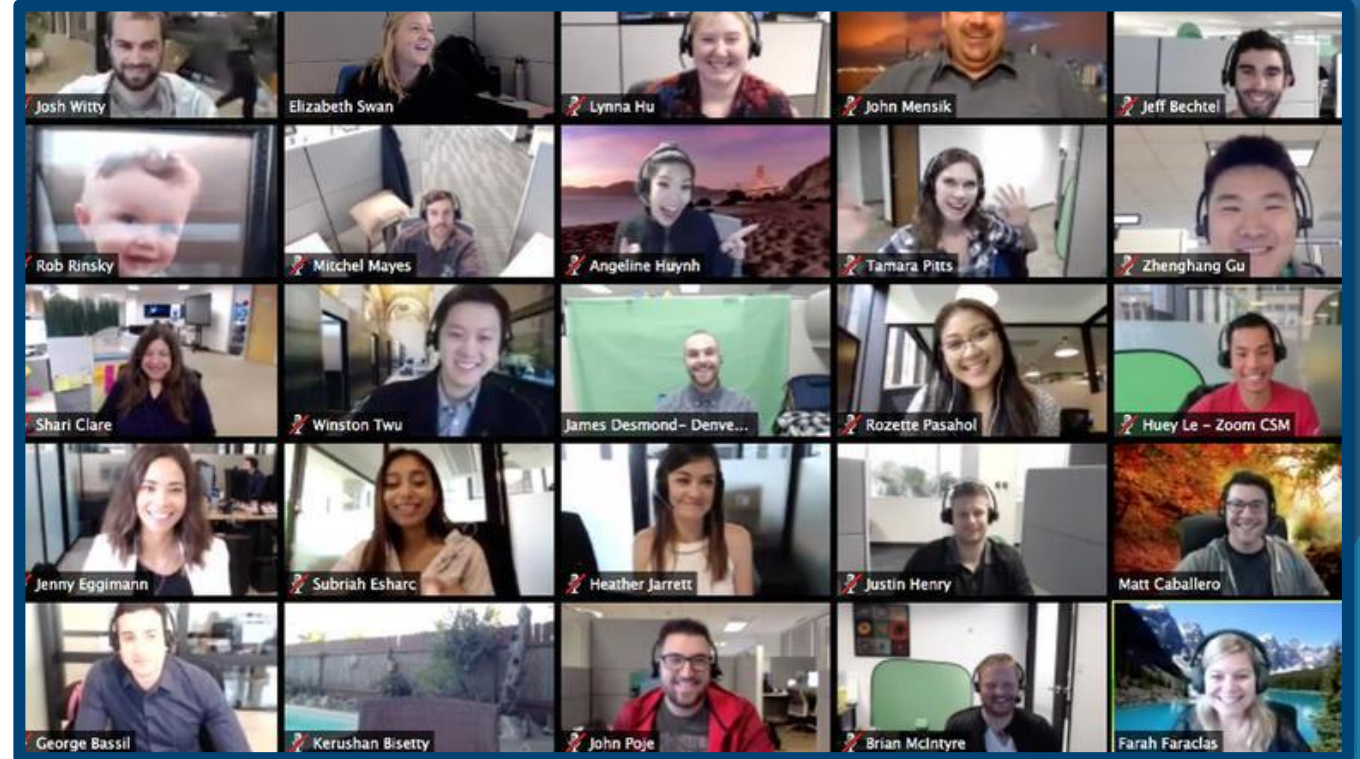 Josh Witty
Elizabeth Swan
Lynna Hu
John Mensik
Jeff Bechtel
Rob Rinsky
Mitchel Mayes
Angeline Huynh
Tamara Pitts
Zhenghang Gu
Shari Clare
Winston Twu
James Desmond- Denve...
Rozette Pasahol
Huey Le - Zoom CSM
Jenny Eggimann
Subriah Esharc
Heather Jarrett
Justin Henry
Matt Caballero
George Bassil
Kerushan Bisetty
John Poje
Brian McIntyre
Farah Faraclas